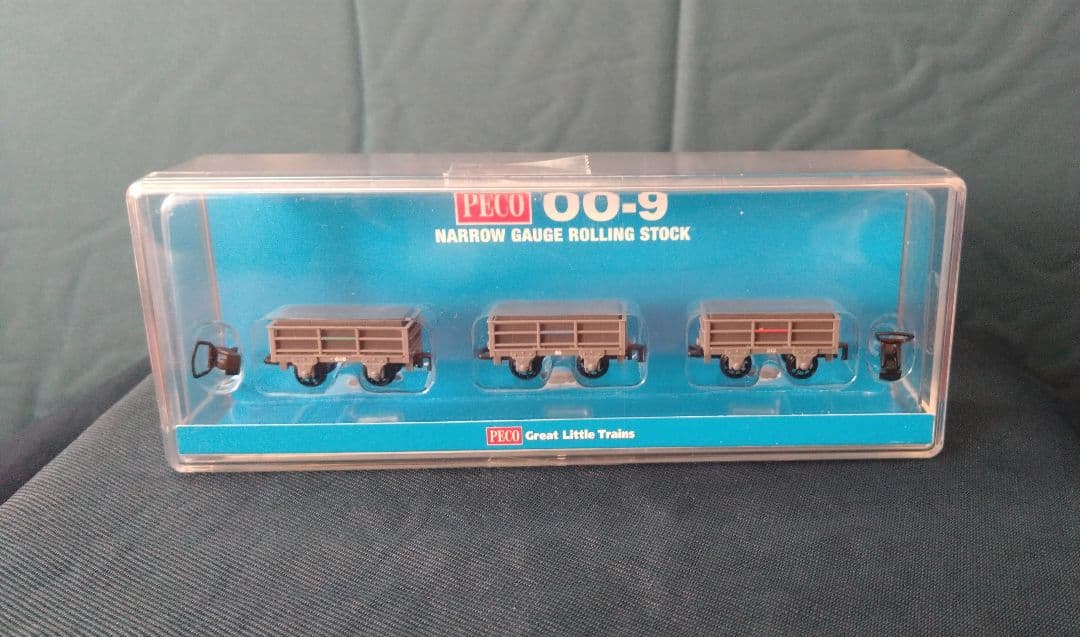 PECO OO-9
NARROW GAUGE ROLLING STOCK
PECO Great Little Trains